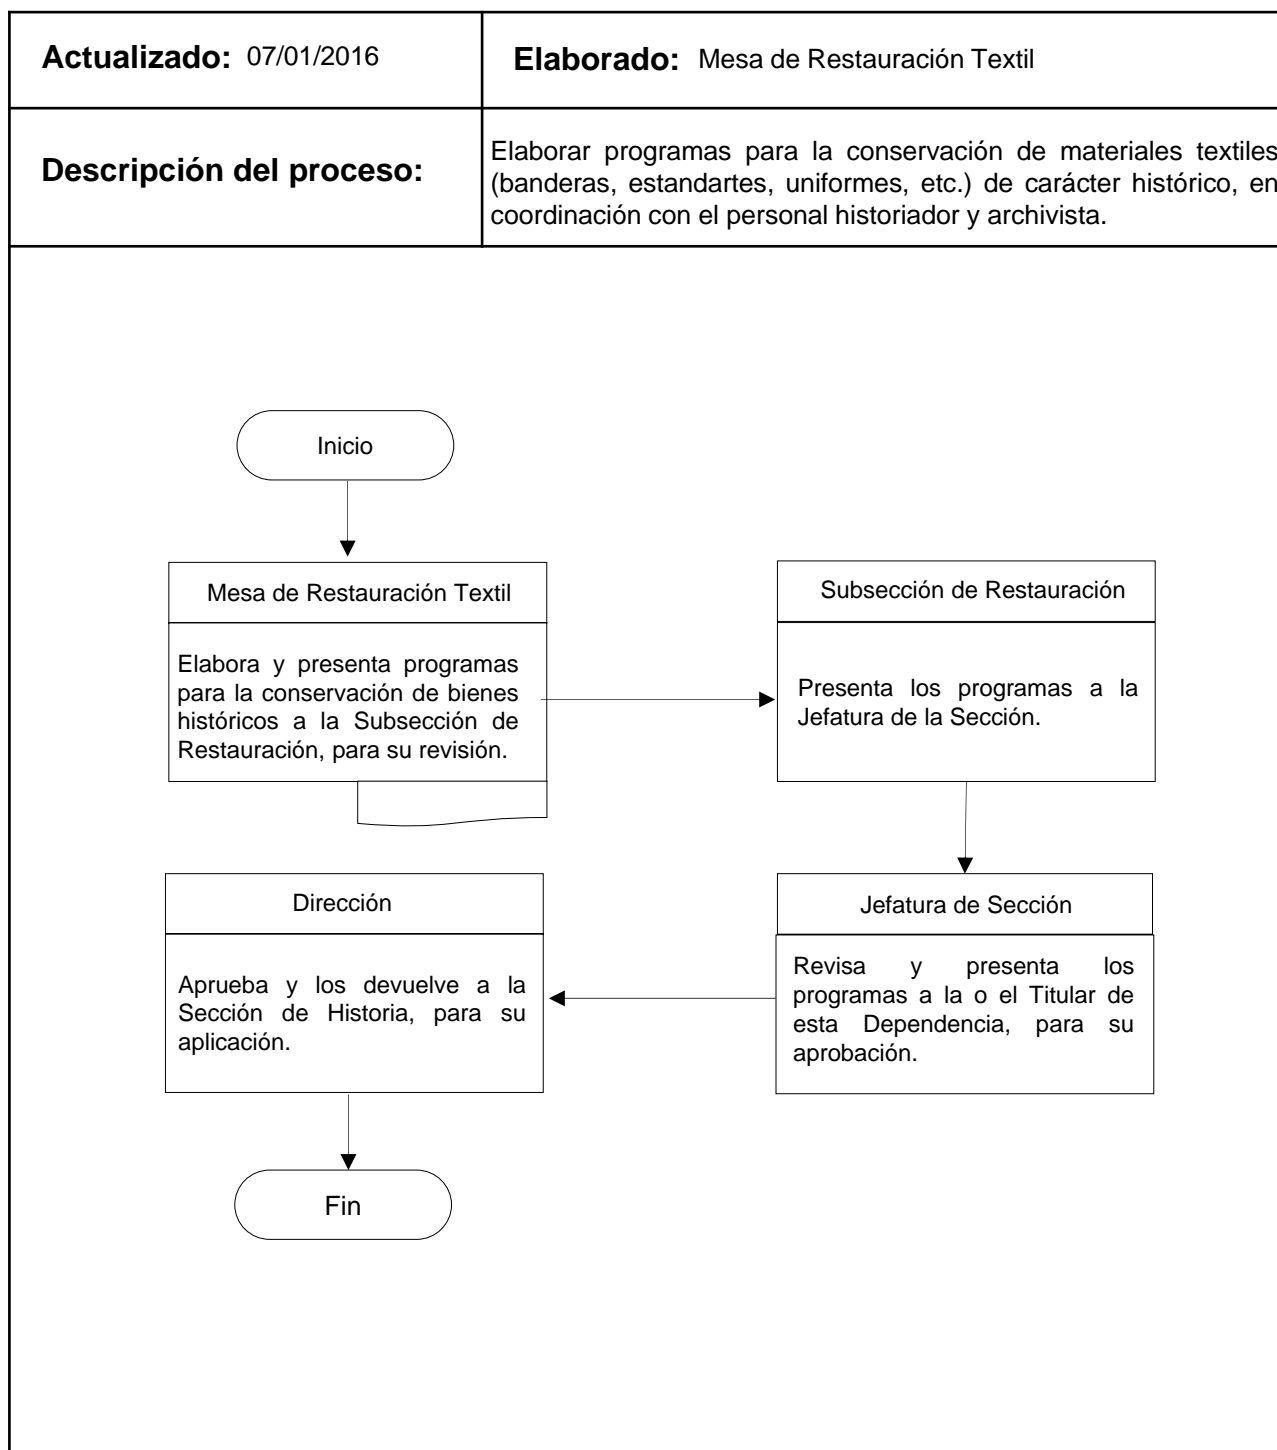 Actualizado: 07/01/2016
Elaborado: Mesa de Restauración Textil
Descripción del proceso:
Elaborar programas para la conservación de materiales textiles
(banderas, estandartes, uniformes, etc.) de carácter histórico, en
coordinación con el personal historiador y archivista.
Inicio
Mesa de Restauración Textil
Elabora y presenta programas
para la conservación de bienes
históricos a la Subsección de
Restauración, para su revisión.
Subsección de Restauración
Presenta los programas a la
Jefatura de la Sección.
Jefatura de Sección
Revisa y presenta los
programas a la o el Titular de
esta Dependencia, para su
aprobación.
Dirección
Aprueba y los devuelve a la
Sección de Historia, para su
aplicación.
Fin